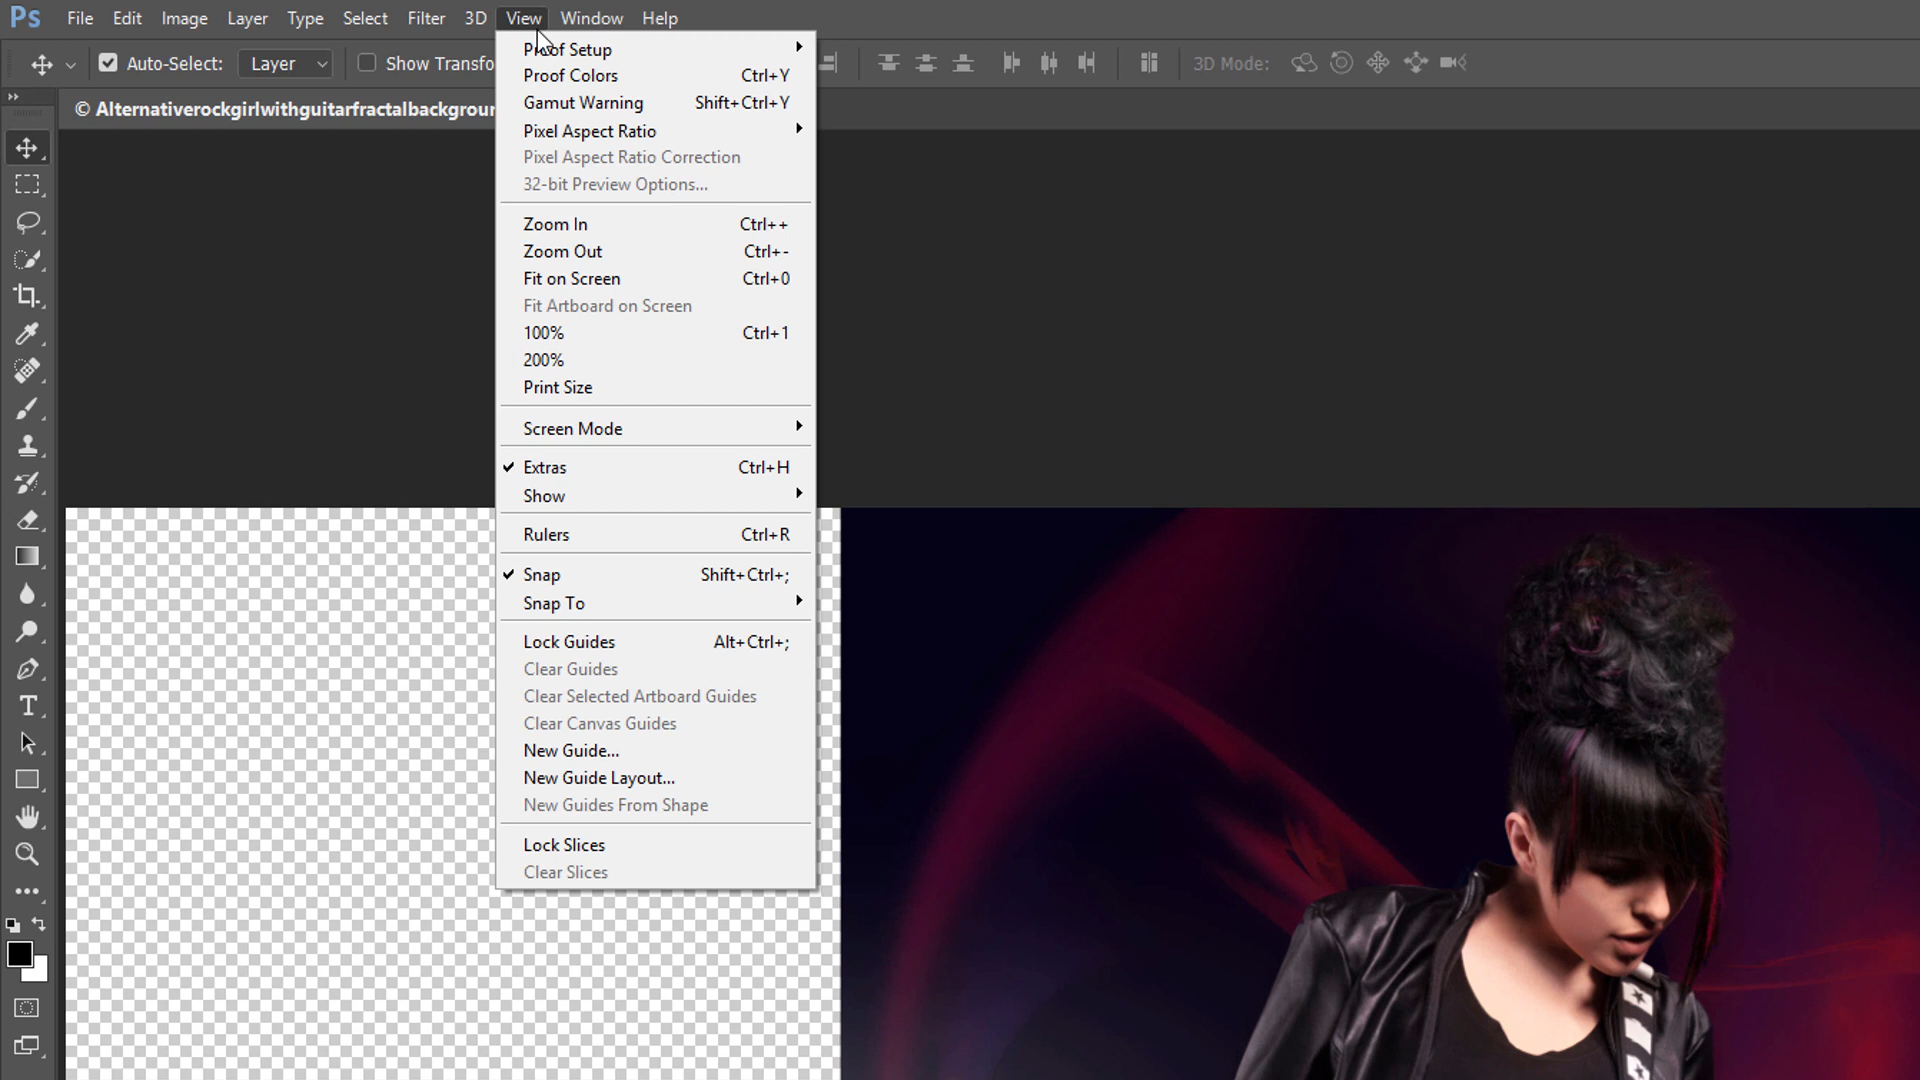 Ps File Edit Image Layer Type Select Filter 3D View Window Help
Auto-Select: Layer Show Transfo 3D Mode:
© Alternativerockgirlwithguitarfractalbackgroun
Proof Setup
Proof Colors Ctrl+Y
Gamut Warning Shift+Ctrl+Y
Pixel Aspect Ratio
Pixel Aspect Ratio Correction
32-bit Preview Options...
Zoom In Ctrl++
Zoom Out Ctrl+-
Fit on Screen Ctrl+0
Fit Artboard on Screen
100% Ctrl+1
200%
Print Size
Screen Mode
Extras Ctrl+H
Show
Rulers Ctrl+R
Snap Shift+Ctrl+;
Snap To
Lock Guides Alt+Ctrl+;
Clear Guides
Clear Selected Artboard Guides
Clear Canvas Guides
New Guide...
New Guide Layout...
New Guides From Shape
Lock Slices
Clear Slices